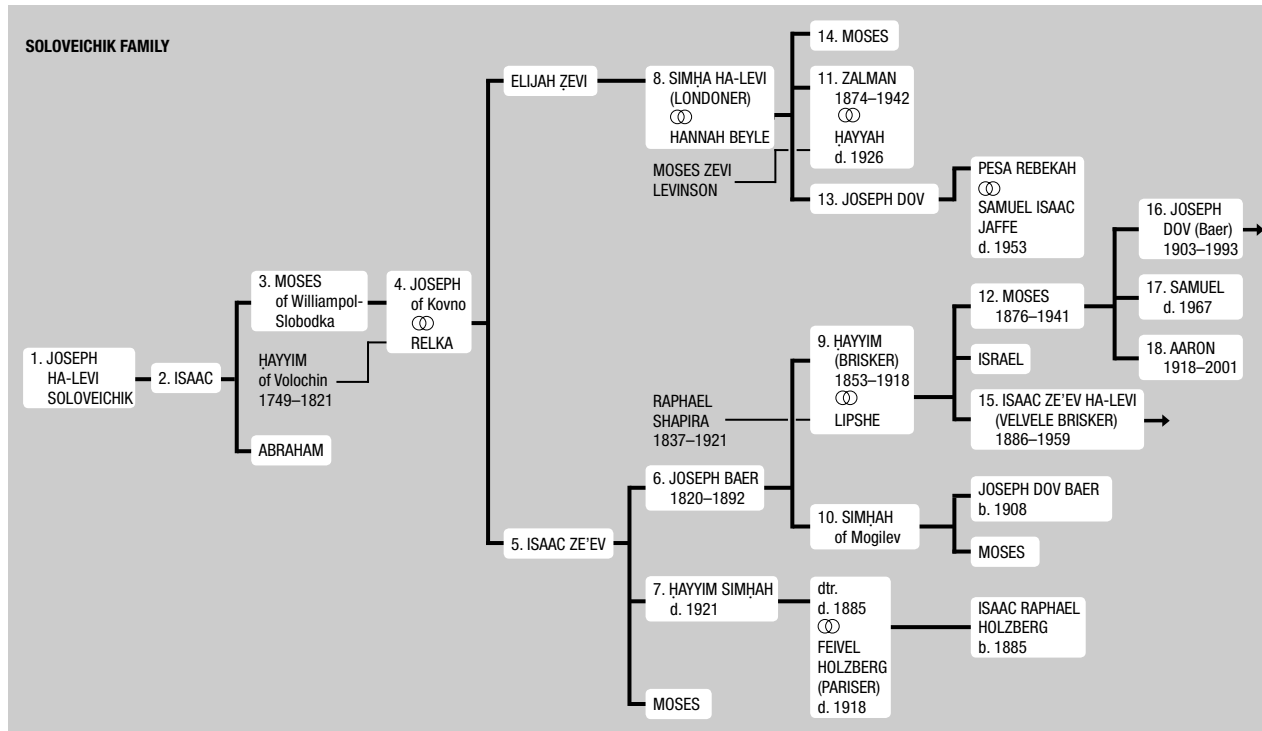 SOLOVEICHIK FAMILY
1. JOSEPH
HA-LEVI
SOLOVEICHIK
2. ISAAC
3. MOSES
of Williampol-
Slobodka
ḤAYYIM
of Volochin
1749–1821
ABRAHAM
4. JOSEPH
of Kovno
RELKA
ELIJAH ẒEVI
5. ISAAC ZE'EV
8. SIMḤA HA-LEVI
(LONDONER)
HANNAH BEYLE
MOSES ZEVI
LEVINSON
RAPHAEL
SHAPIRA
1837–1921
6. JOSEPH BAER
1820–1892
7. ḤAYYIM SIMḤAH
d. 1921
MOSES
14. MOSES
11. ZALMAN
1874–1942
ḤAYYAH
d. 1926
13. JOSEPH DOV
9. ḤAYYIM
(BRISKER)
1853–1918
LIPSHE
10. SIMḤAH
of Mogilev
dtr.
d. 1885
FEIVEL
HOLZBERG
(PARISER)
d. 1918
PESA REBEKAH
SAMUEL ISAAC
JAFFE
d. 1953
12. MOSES
1876–1941
ISRAEL
15. ISAAC ZE'EV HA-LEVI
(VELVELE BRISKER)
1886–1959
JOSEPH DOV BAER
b. 1908
MOSES
ISAAC RAPHAEL
HOLZBERG
b. 1885
16. JOSEPH
DOV (Baer)
1903–1993
17. SAMUEL
d. 1967
18. AARON
1918–2001